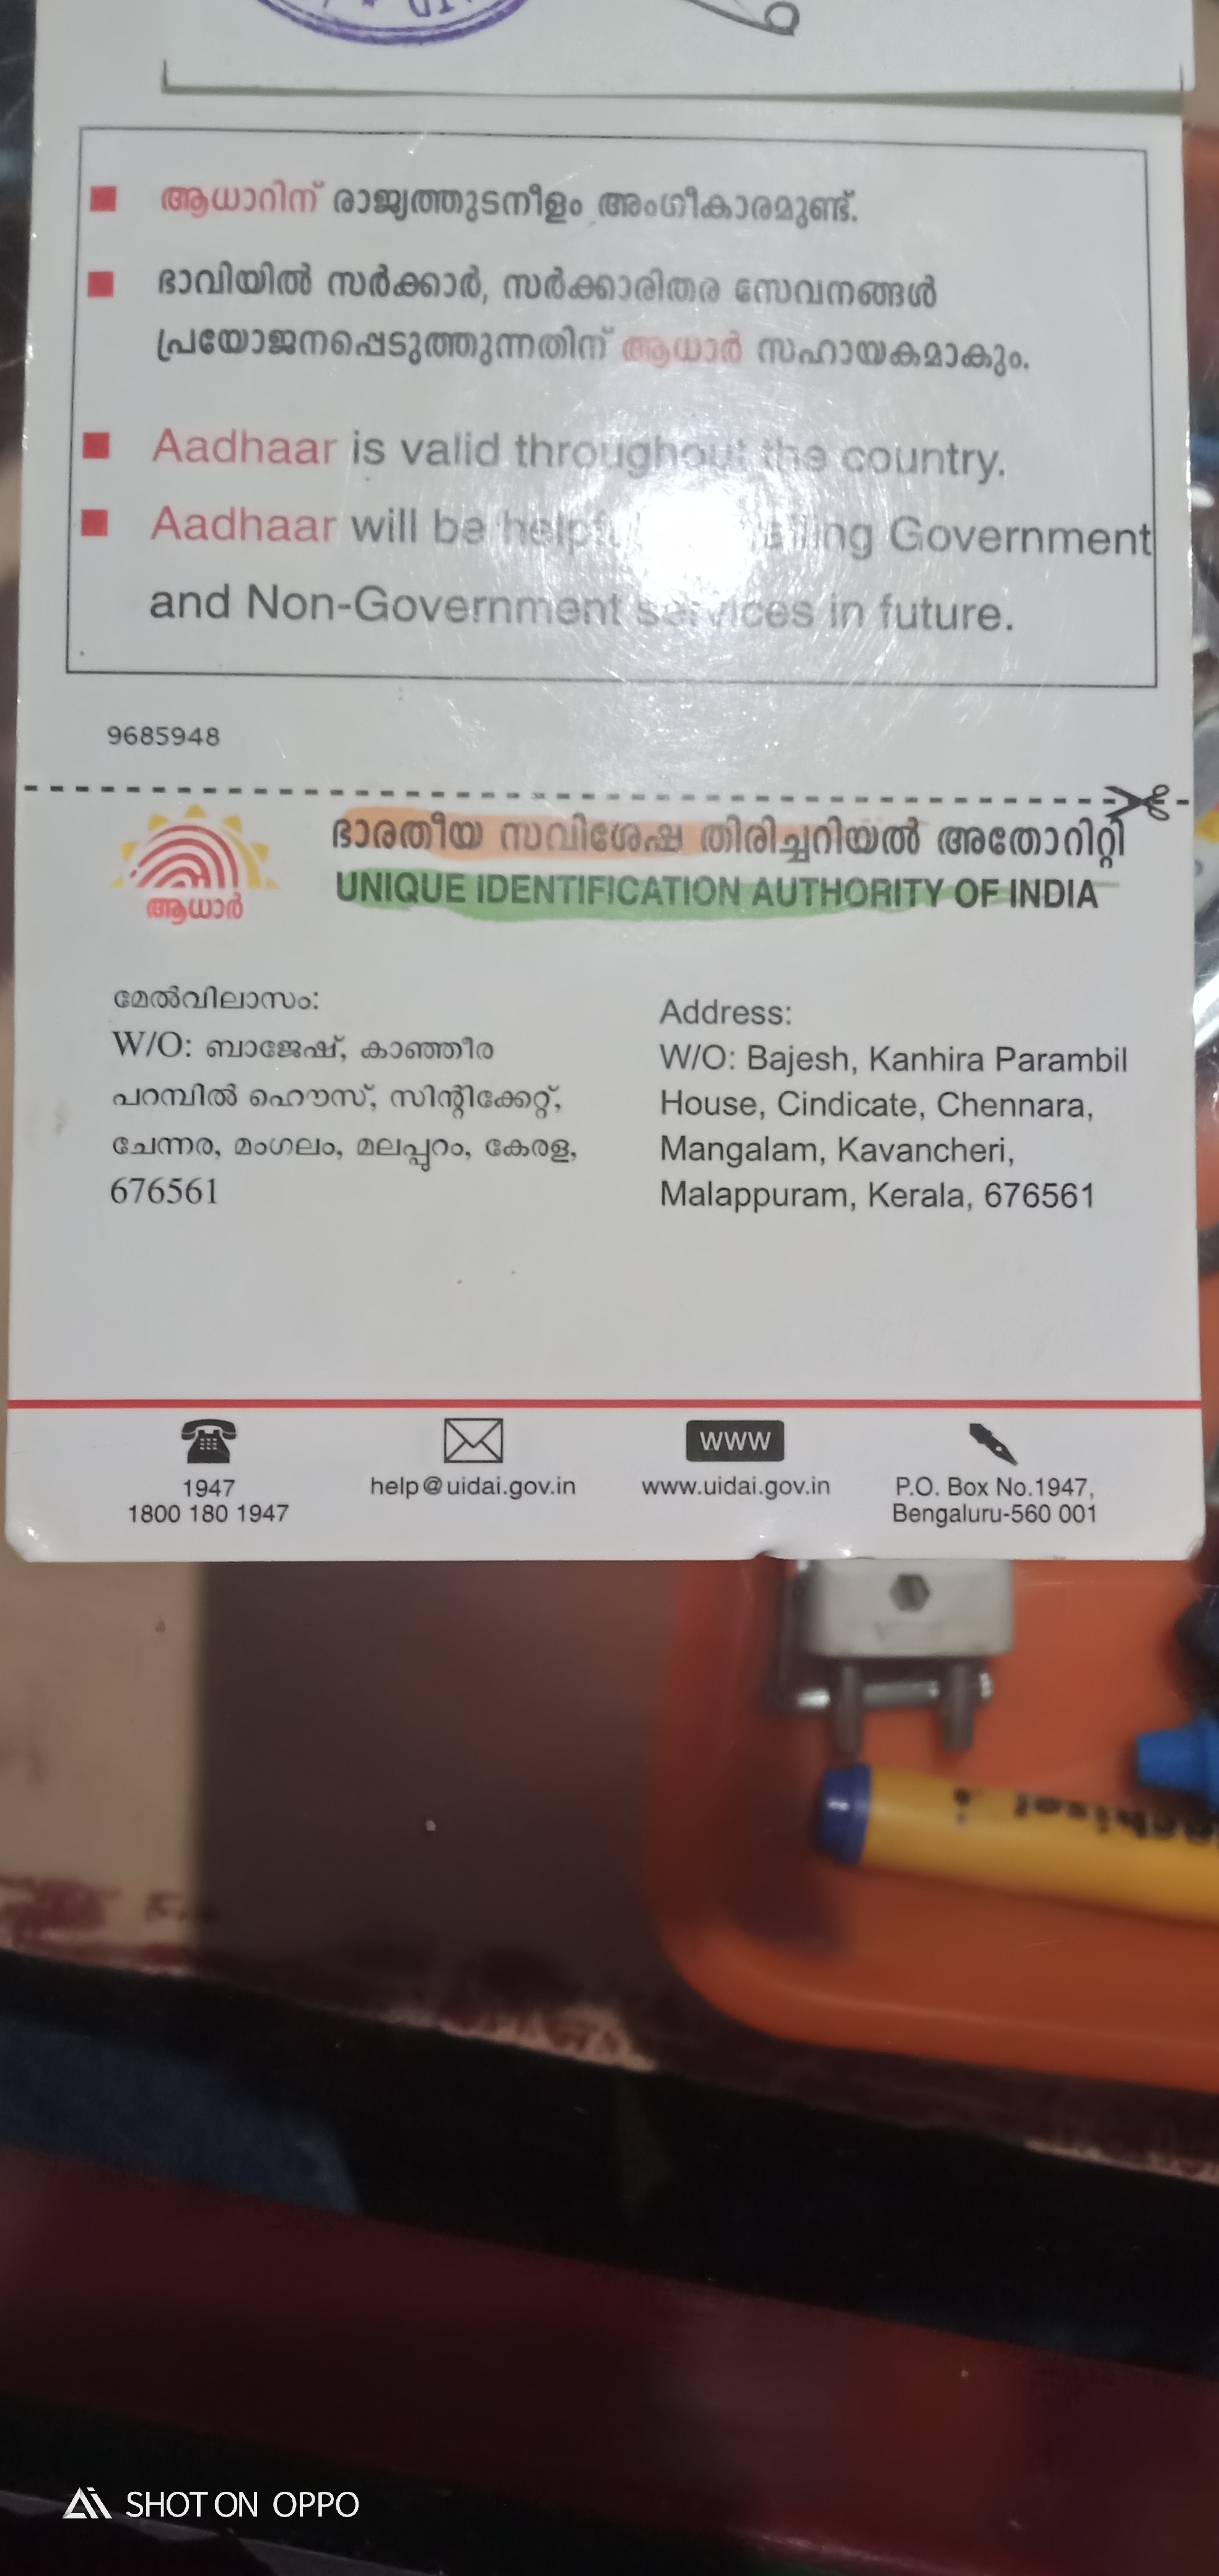 ആധാറിന് രാജ്യത്തുടനീളം അംഗീകാരമുണ്ട്.
ഭാവിയിൽ സർക്കാർ, സർക്കാരിതര സേവനങ്ങൾ
പ്രയോജനപ്പെടുത്തുന്നതിന് ആധാർ സഹായകമാകും.
Aadhaar is valid throughout the country.
Aadhaar will be Government
and Non-Government services in future.
9685948
ആധാർ
ഭാരതീയ സവിശേഷ തിരിച്ചറിയൽ അതോറിറ്റി
UNIQUE IDENTIFICATION AUTHORITY OF INDIA
മേൽവിലാസം:
W/O: ബാജേഷ്, കാഞ്ഞീര
പറമ്പിൽ ഹൌസ്, സിന്റിക്കേറ്റ്,
ചേന്നര, മംഗലം, മലപ്പുറം, കേരള,
676561
Address:
W/O: Bajesh, Kanhira Parambil
House, Cindicate, Chennara,
Mangalam, Kavancheri,
Malappuram, Kerala, 676561
1947
1800 180 1947
help@uidai.gov.in
www
www.uidai.gov.in
P.O. Box No.1947,
Bengaluru-560 001
SHOT ON OPPO